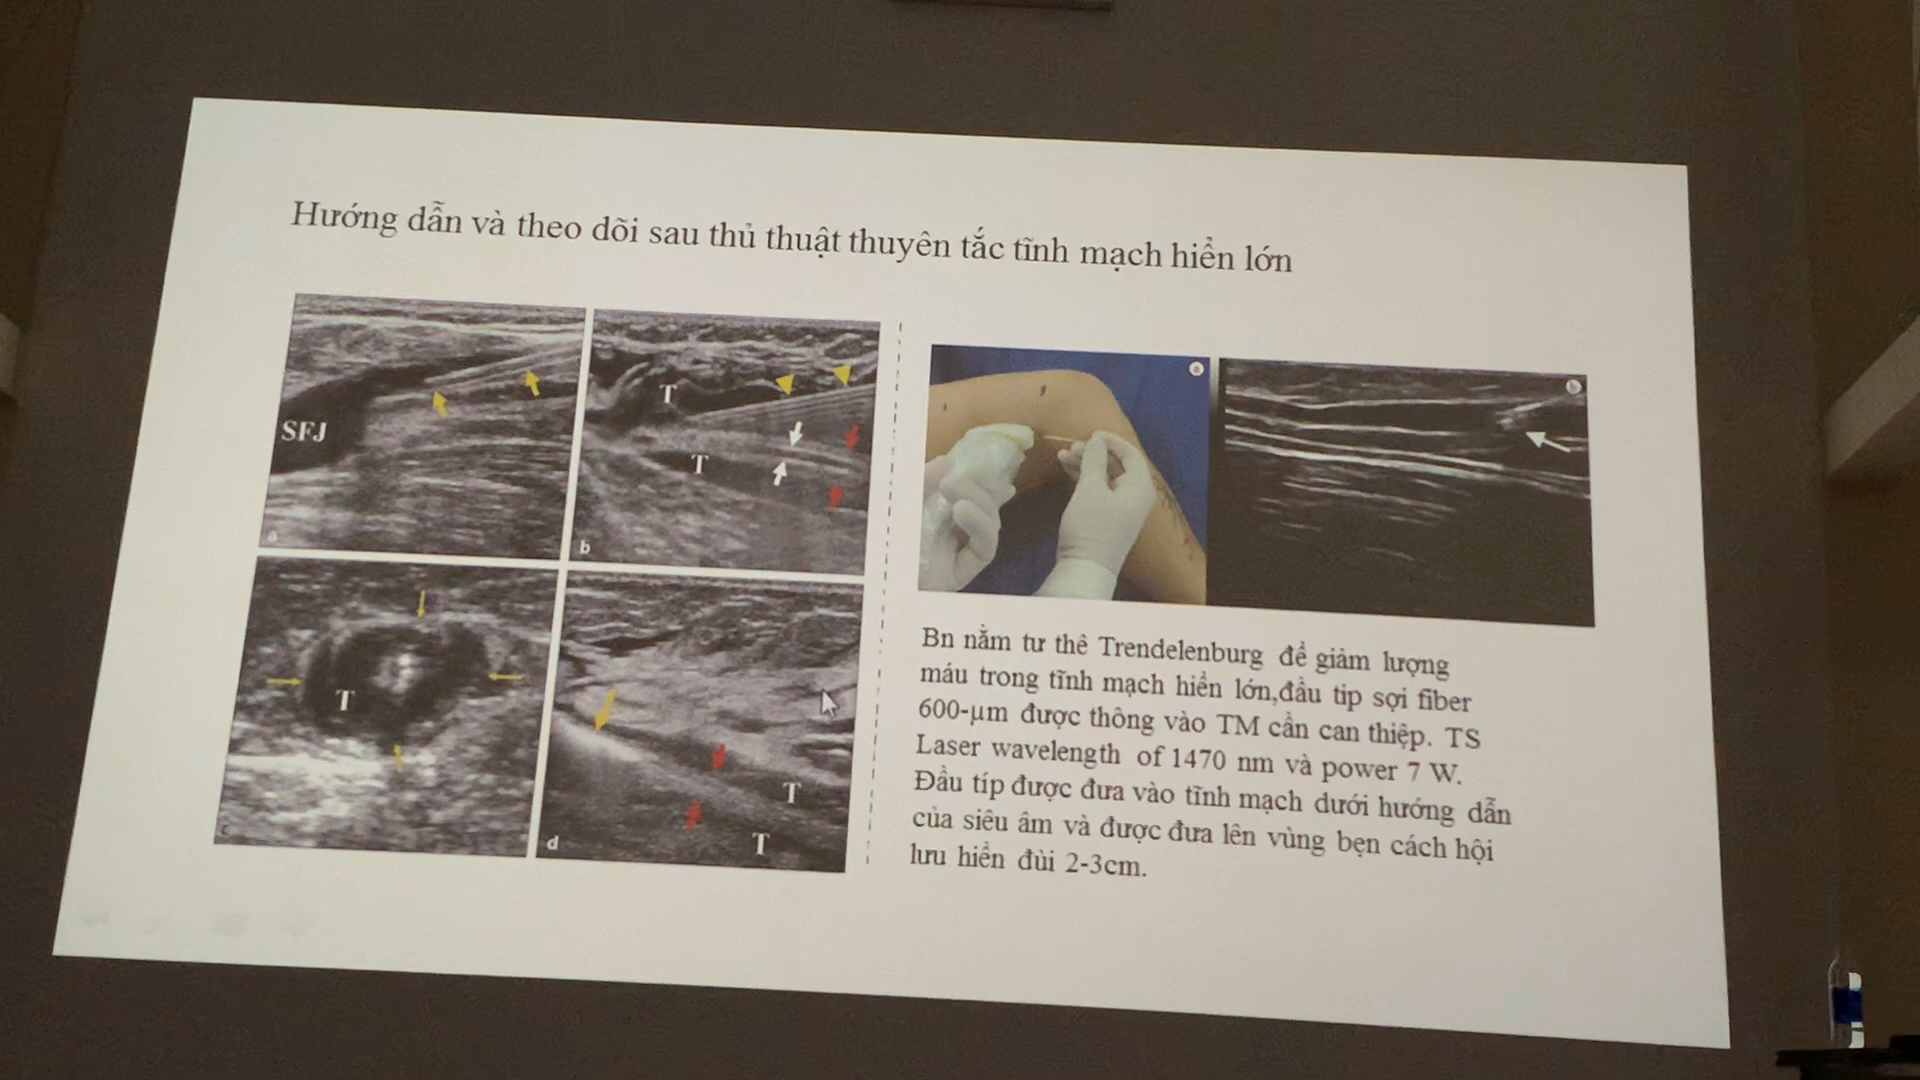 Hướng dẫn và theo dõi sau thủ thuật thuyên tắc tĩnh mạch hiển lớn
SFJ
a
T
T
b
T
c
T
T
d
a
b
Bn nằm tư thế Trendelenburg để giảm lượng
máu trong tĩnh mạch hiển lớn,đầu tip sợi fiber
600-µm được thông vào TM cần can thiệp. TS
Laser wavelength of 1470 nm và power 7 W.
Đầu típ được đưa vào tĩnh mạch dưới hướng dẫn
của siêu âm và được đưa lên vùng bẹn cách hội
lưu hiển đùi 2-3cm.